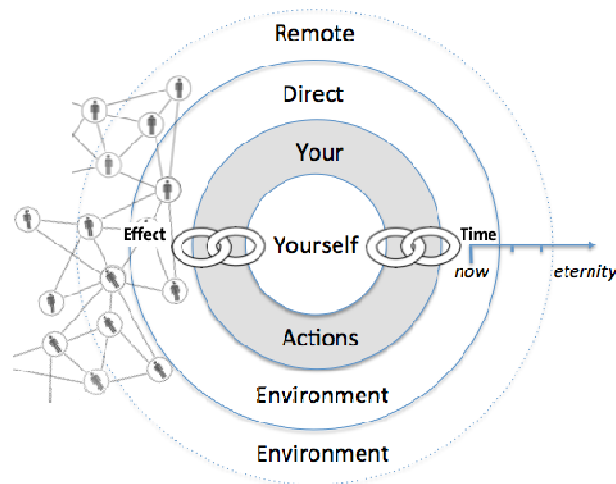 Remote
Direct
Your
Effect
Yourself
Time
now
eternity
Actions
Environment
Environment